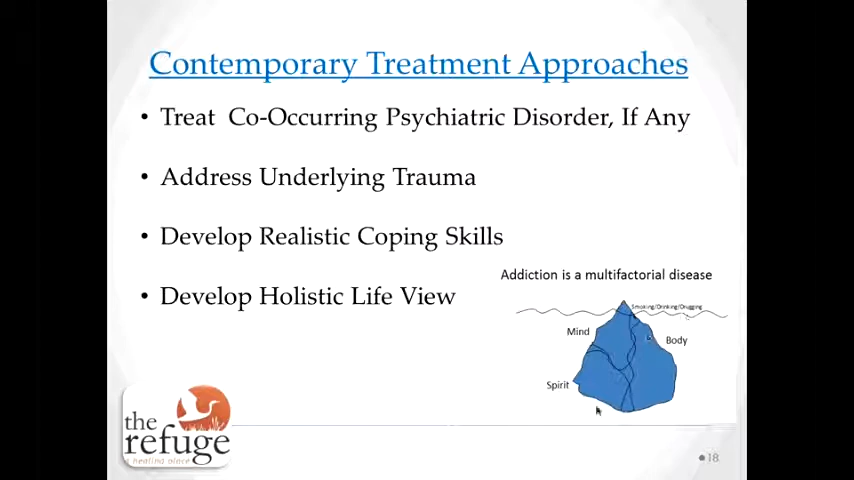 Contemporary Treatment Approaches
• Treat Co-Occurring Psychiatric Disorder, If Any
• Address Underlying Trauma
• Develop Realistic Coping Skills
• Develop Holistic Life View
Addiction is a multifactorial disease
Smoking/Drinking/Drugging
Mind
Body
Spirit
the
refuge
a healing place
18